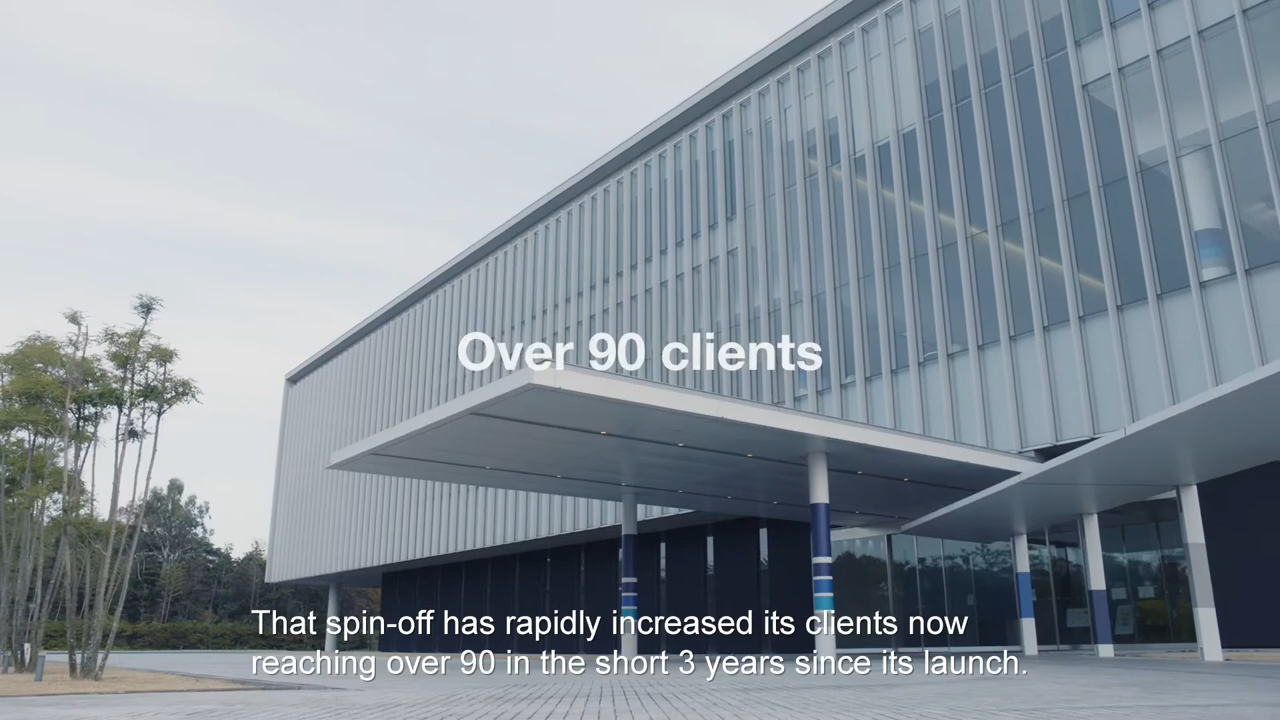 Over 90 clients
That spin-off has rapidly increased its clients now
reaching over 90 in the short 3 years since its launch.